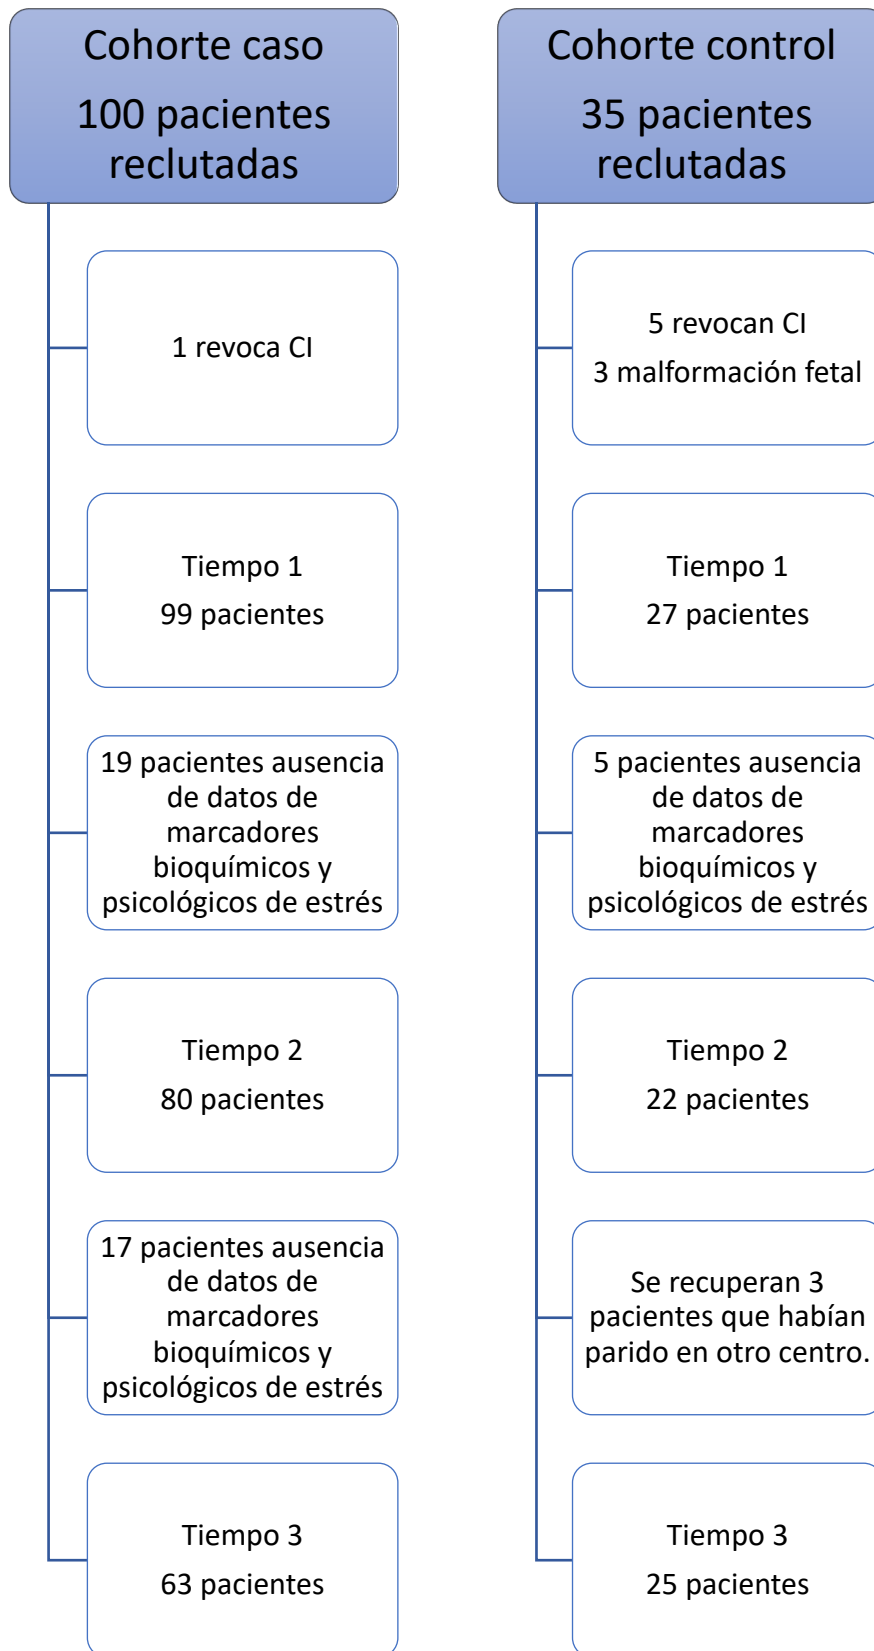 Cohorte caso
100 pacientes
reclutadas
1 revoca CI
Tiempo 1
99 pacientes
19 pacientes ausencia
de datos de
marcadores
bioquímicos y
psicológicos de estrés
Tiempo 2
80 pacientes
17 pacientes ausencia
de datos de
marcadores
bioquímicos y
psicológicos de estrés
Tiempo 3
63 pacientes
Cohorte control
35 pacientes
reclutadas
5 revocan CI
3 malformación fetal
Tiempo 1
27 pacientes
5 pacientes ausencia
de datos de
marcadores
bioquímicos y
psicológicos de estrés
Tiempo 2
22 pacientes
Se recuperan 3
pacientes que habían
parido en otro centro.
Tiempo 3
25 pacientes